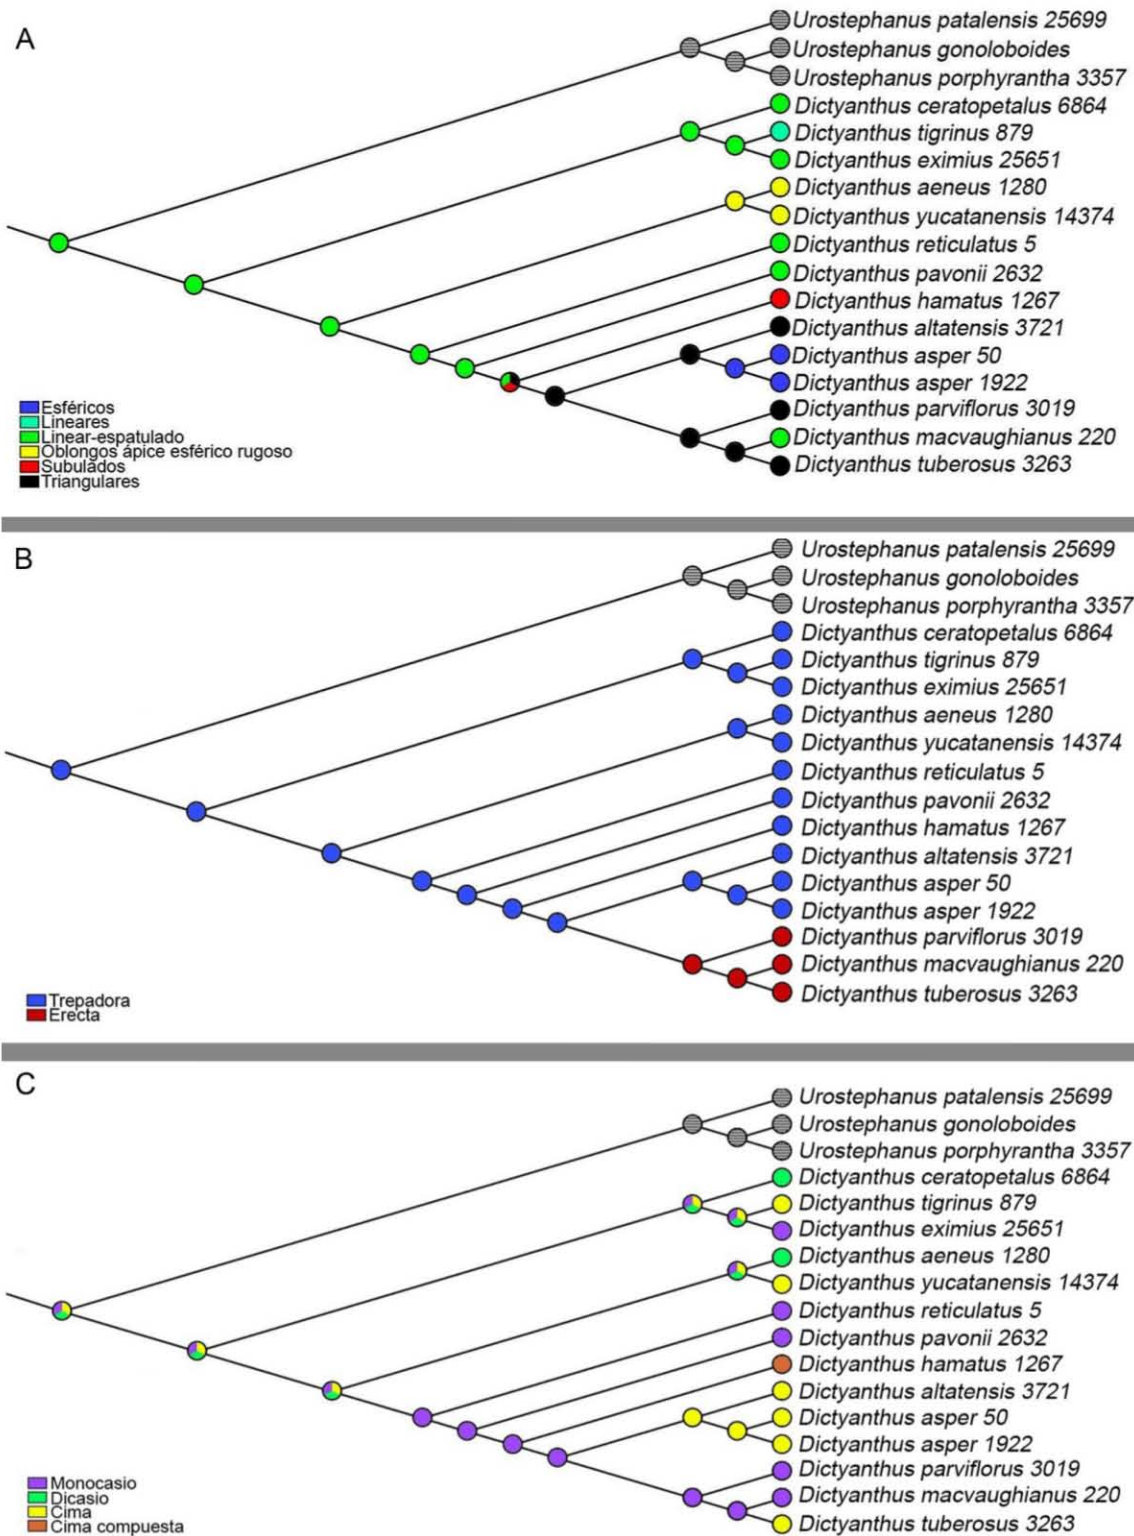 A
Urostephanus patalensis 25699
Urostephanus gonoloboides
Urostephanus porphyrantha 3357
Dictyanthus ceratopetalus 6864
Dictyanthus tigrinus 879
Dictyanthus eximius 25651
Dictyanthus aeneus 1280
Dictyanthus yucatanensis 14374
Dictyanthus reticulatus 5
Dictyanthus pavonii 2632
Dictyanthus hamatus 1267
Dictyanthus altatensis 3721
Dictyanthus asper 50
Dictyanthus asper 1922
Dictyanthus parviflorus 3019
Dictyanthus macvaughianus 220
Dictyanthus tuberosus 3263
Esféricos
Lineares
Linear-espatulado
Oblongos ápice esférico rugoso
Subulados
Triangulares
B
Urostephanus patalensis 25699
Urostephanus gonoloboides
Urostephanus porphyrantha 3357
Dictyanthus ceratopetalus 6864
Dictyanthus tigrinus 879
Dictyanthus eximius 25651
Dictyanthus aeneus 1280
Dictyanthus yucatanensis 14374
Dictyanthus reticulatus 5
Dictyanthus pavonii 2632
Dictyanthus hamatus 1267
Dictyanthus altatensis 3721
Dictyanthus asper 50
Dictyanthus asper 1922
Dictyanthus parviflorus 3019
Dictyanthus macvaughianus 220
Dictyanthus tuberosus 3263
Trepadora
Erecta
C
Urostephanus patalensis 25699
Urostephanus gonoloboides
Urostephanus porphyrantha 3357
Dictyanthus ceratopetalus 6864
Dictyanthus tigrinus 879
Dictyanthus eximius 25651
Dictyanthus aeneus 1280
Dictyanthus yucatanensis 14374
Dictyanthus reticulatus 5
Dictyanthus pavonii 2632
Dictyanthus hamatus 1267
Dictyanthus altatensis 3721
Dictyanthus asper 50
Dictyanthus asper 1922
Dictyanthus parviflorus 3019
Dictyanthus macvaughianus 220
Dictyanthus tuberosus 3263
Monocasio
Dicasio
Cima
Cima compuesta